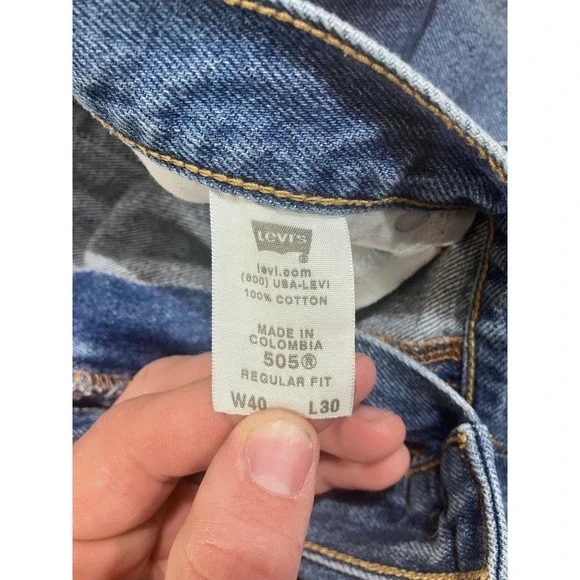 LEVI'S
®
levi.com
(800) USA-LEVI
100% COTTON
MADE IN
COLOMBIA
505®
REGULAR FIT
W40 L30